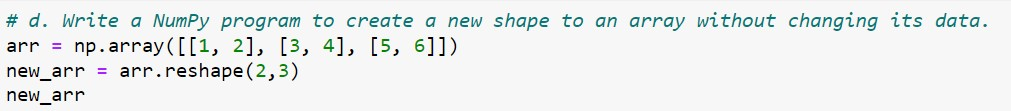 # d. Write a NumPy program to create a new shape to an array without changing its data.
arr = np.array([[1, 2], [3, 4], [5, 6]])
new_arr = arr.reshape(2,3)
new_arr